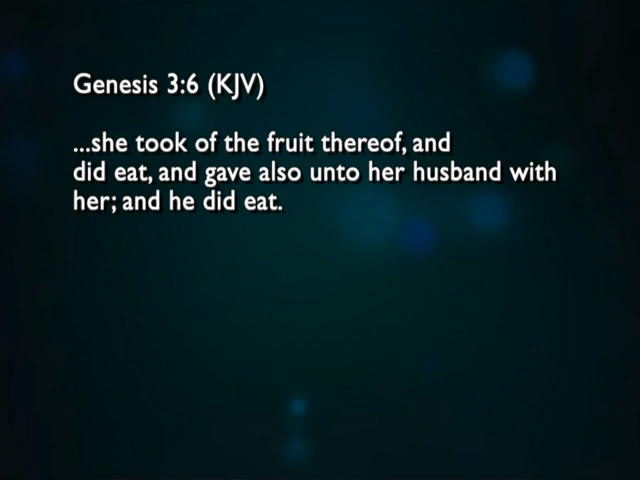 Genesis 3:6 (KJV)
...she took of the fruit thereof, and
did eat, and gave also unto her husband with
her; and he did eat.